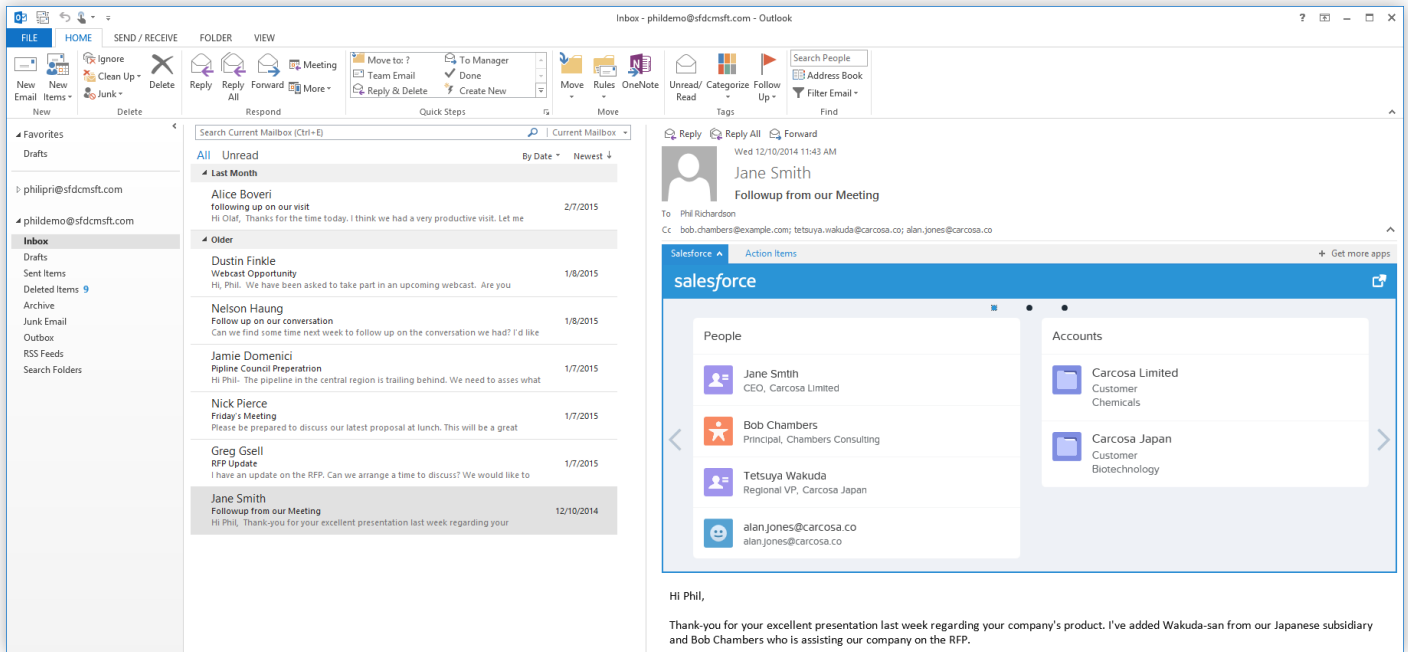 Inbox - phildemo@sfdcmsft.com - Outlook
FILE HOME SEND / RECEIVE FOLDER VIEW
New Email
New Items
Ignore
Clean Up
Junk
Delete
Reply
Reply All
Forward
Meeting
More
Move to: ?
Team Email
Reply & Delete
To Manager
Done
Create New
Move
Rules
OneNote
Unread/ Read
Categorize
Follow Up
Search People
Address Book
Filter Email
New Delete Respond Quick Steps Move Tags Find
Favorites
Drafts
philipri@sfdcmsft.com
phildemo@sfdcmsft.com
Inbox
Drafts
Sent Items
Deleted Items 9
Archive
Junk Email
Outbox
RSS Feeds
Search Folders
Search Current Mailbox (Ctrl+E) Current Mailbox
All Unread By Date Newest
Last Month
Alice Boveri
following up on our visit 2/7/2015
Hi Olaf, Thanks for the time today. I think we had a very productive visit. Let me
Older
Dustin Finkle
Webcast Opportunity 1/8/2015
Hi, Phil. We have been asked to take part in an upcoming webcast. Are you
Nelson Haung
Follow up on our conversation 1/8/2015
Can we find some time next week to follow up on the conversation we had? I'd like
Jamie Domenici
Pipline Council Preperatrion 1/7/2015
Hi Phil- The pipeline in the central region is trailing behind. We need to asses what
Nick Pierce
Friday's Meeting 1/7/2015
Please be prepared to discuss our latest proposal at lunch. This will be a great
Greg Gsell
RFP Update 1/7/2015
I have an update on the RFP. Can we arrange a time to discuss? We would like to
Jane Smith
Followup from our Meeting 12/10/2014
Hi Phil, Thank-you for your excellent presentation last week regarding your
Reply Reply All Forward
Wed 12/10/2014 11:43 AM
Jane Smith
Followup from our Meeting
To Phil Richardson
Cc bob.chambers@example.com; tetsuya.wakuda@carcosa.co; alan.jones@carcosa.co
Salesforce Action Items + Get more apps
salesforce
People
Jane Smtih
CEO, Carcosa Limited
Bob Chambers
Principal, Chambers Consulting
Tetsuya Wakuda
Regional VP, Carcosa Japan
alan.jones@carcosa.co
alan.jones@carcosa.co
Accounts
Carcosa Limited
Customer
Chemicals
Carcosa Japan
Customer
Biotechnology
Hi Phil,
Thank-you for your excellent presentation last week regarding your company's product. I've added Wakuda-san from our Japanese subsidiary
and Bob Chambers who is assisting our company on the RFP.